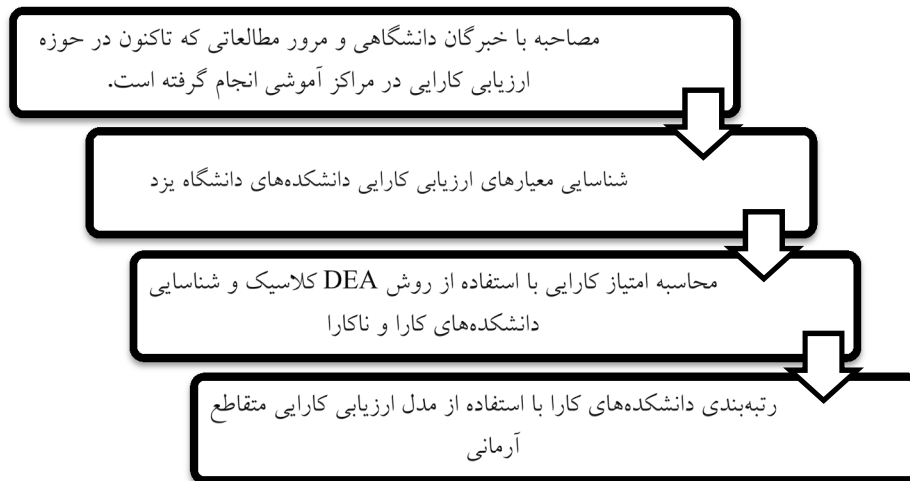 مصاحبه با خبرگان دانشگاهی و مرور مطالعاتی که تاکنون در حوزه
ارزیابی کارایی در مراکز آموشی انجام گرفته است.
شناسایی معیارهای ارزیابی کارایی دانشکده‌های دانشگاه یزد
محاسبه امتیاز کارایی با استفاده از روش DEA کلاسیک و شناسایی
دانشکده‌های کارا و ناکارا
رتبه‌بندی دانشکده‌های کارا با استفاده از مدل ارزیابی کارایی متقاطع
آرمانی